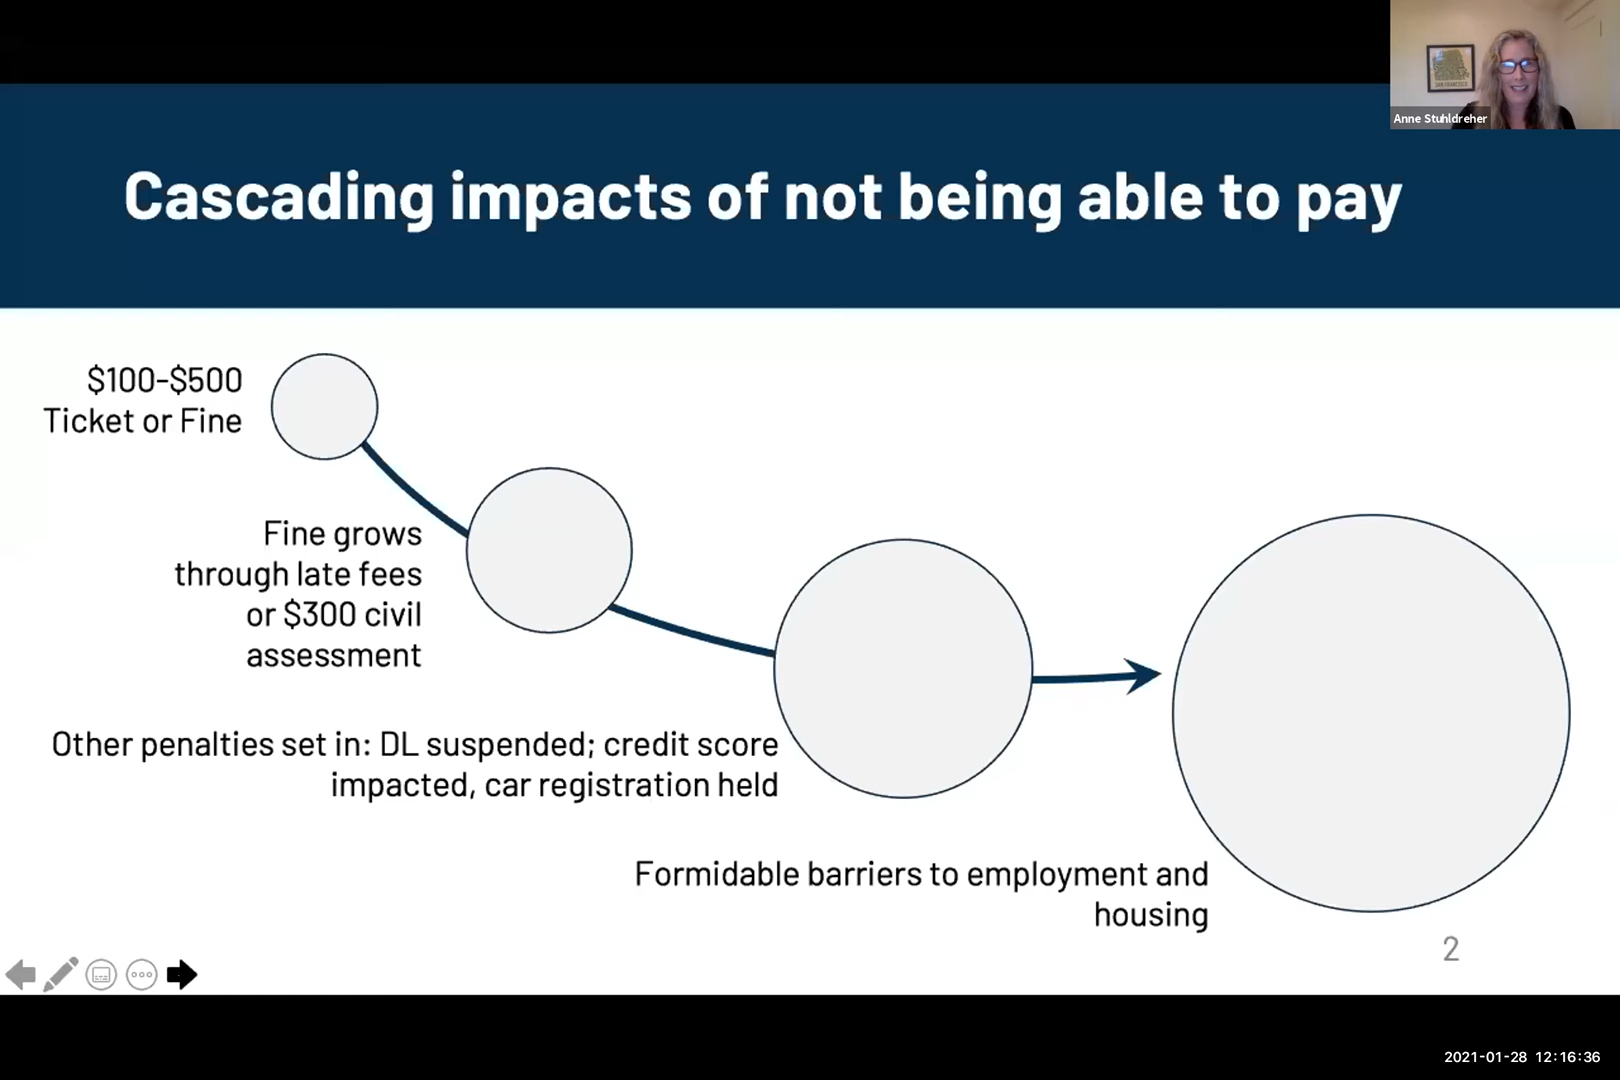 SAN FRANCISCO
Anne Stuhldreher
Cascading impacts of not being able to pay
$100-$500
Ticket or Fine
Fine grows
through late fees
or $300 civil
assessment
Other penalties set in: DL suspended; credit score
impacted, car registration held
Formidable barriers to employment and
housing
2
2021-01-28 12:16:36